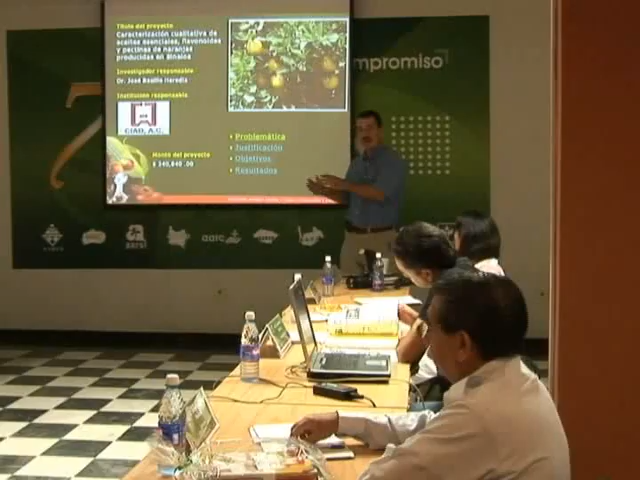 Título del proyecto
Caracterización cualitativa de
aceites esenciales, flavonoides
y pectinas de naranjas
producidas en Sinaloa
Investigador responsable
Dr. José Basilio Heredia
Institución responsable
CIAD, A.C.
Monto del proyecto
$ 340,840.00
• Problemática
• Justificación
• Objetivos
• Resultados
mpromiso